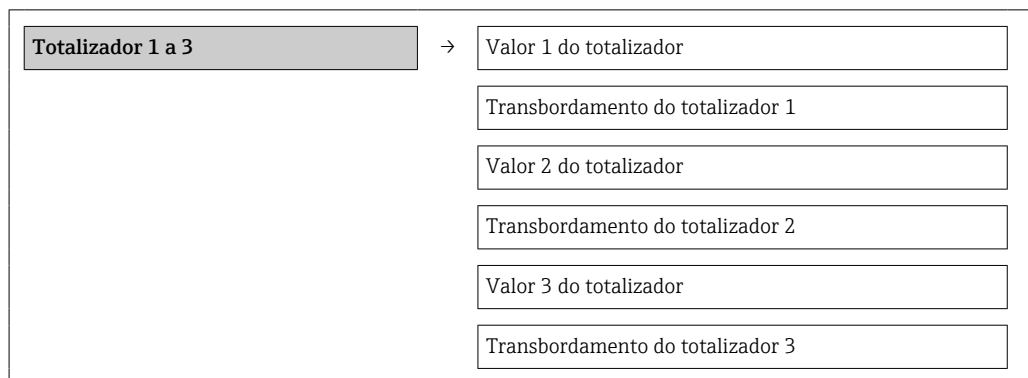 Totalizador 1 a 3 → Valor 1 do totalizador
Transbordamento do totalizador 1
Valor 2 do totalizador
Transbordamento do totalizador 2
Valor 3 do totalizador
Transbordamento do totalizador 3